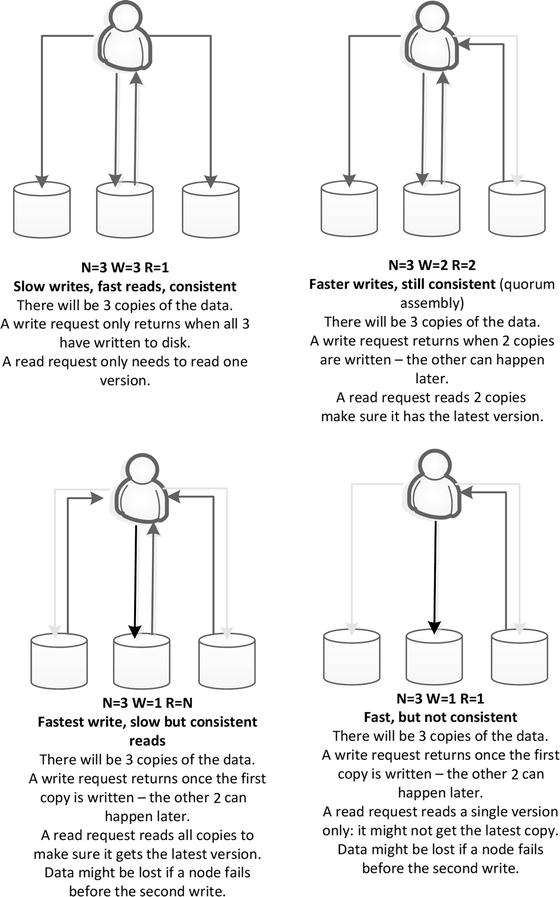 N=3 W=3 R=1
Slow writes, fast reads, consistent
There will be 3 copies of the data.
A write request only returns when all 3
have written to disk.
A read request only needs to read one
version.
N=3 W=2 R=2
Faster writes, still consistent (quorum
assembly)
There will be 3 copies of the data.
A write request returns when 2 copies
are written – the other can happen
later.
A read request reads 2 copies
make sure it has the latest version.
N=3 W=1 R=N
Fastest write, slow but consistent
reads
There will be 3 copies of the data.
A write request returns once the first
copy is written – the other 2 can
happen later.
A read request reads all copies to
make sure it gets the latest version.
Data might be lost if a node fails
before the second write.
N=3 W=1 R=1
Fast, but not consistent
There will be 3 copies of the data.
A write request returns once the first
copy is written – the other 2 can
happen later.
A read request reads a single version
only: it might not get the latest copy.
Data might be lost if a node fails
before the second write.